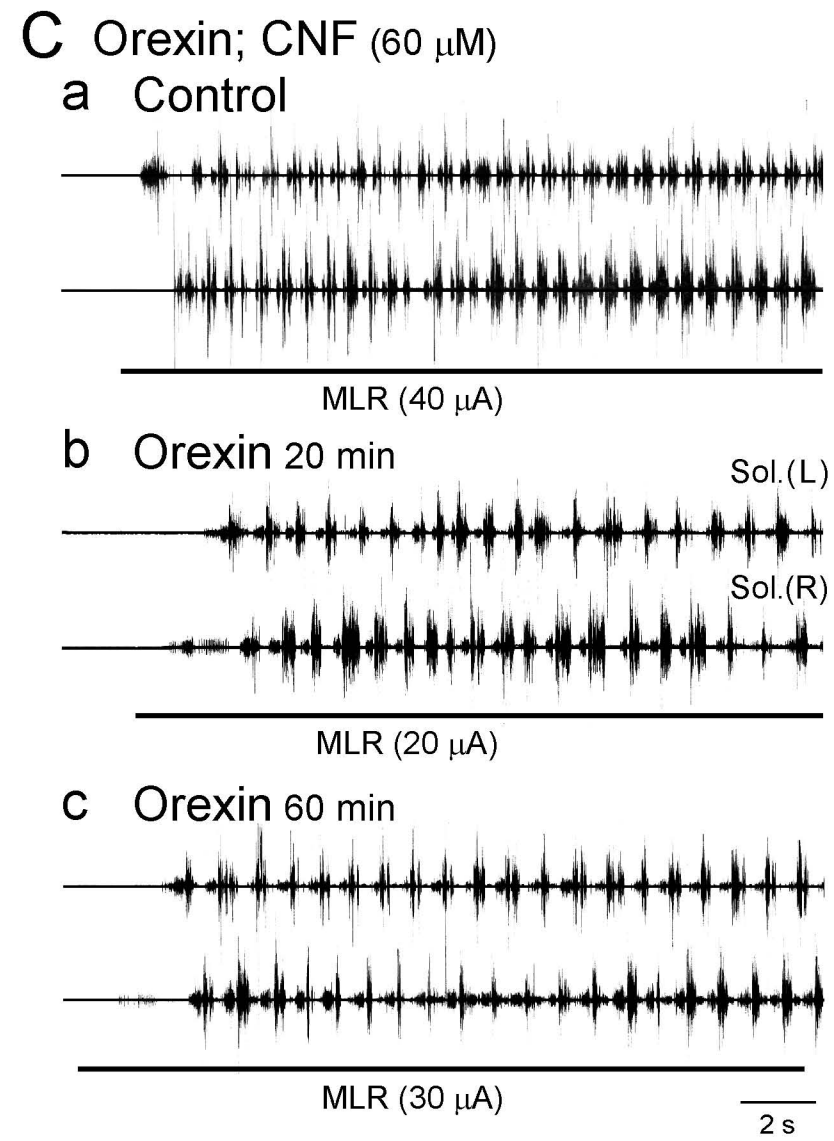 C Orexin; CNF (60 μM)
a Control
MLR (40 μA)
b Orexin 20 min
Sol.(L)
Sol.(R)
MLR (20 μA)
c Orexin 60 min
MLR (30 μA)
2 s